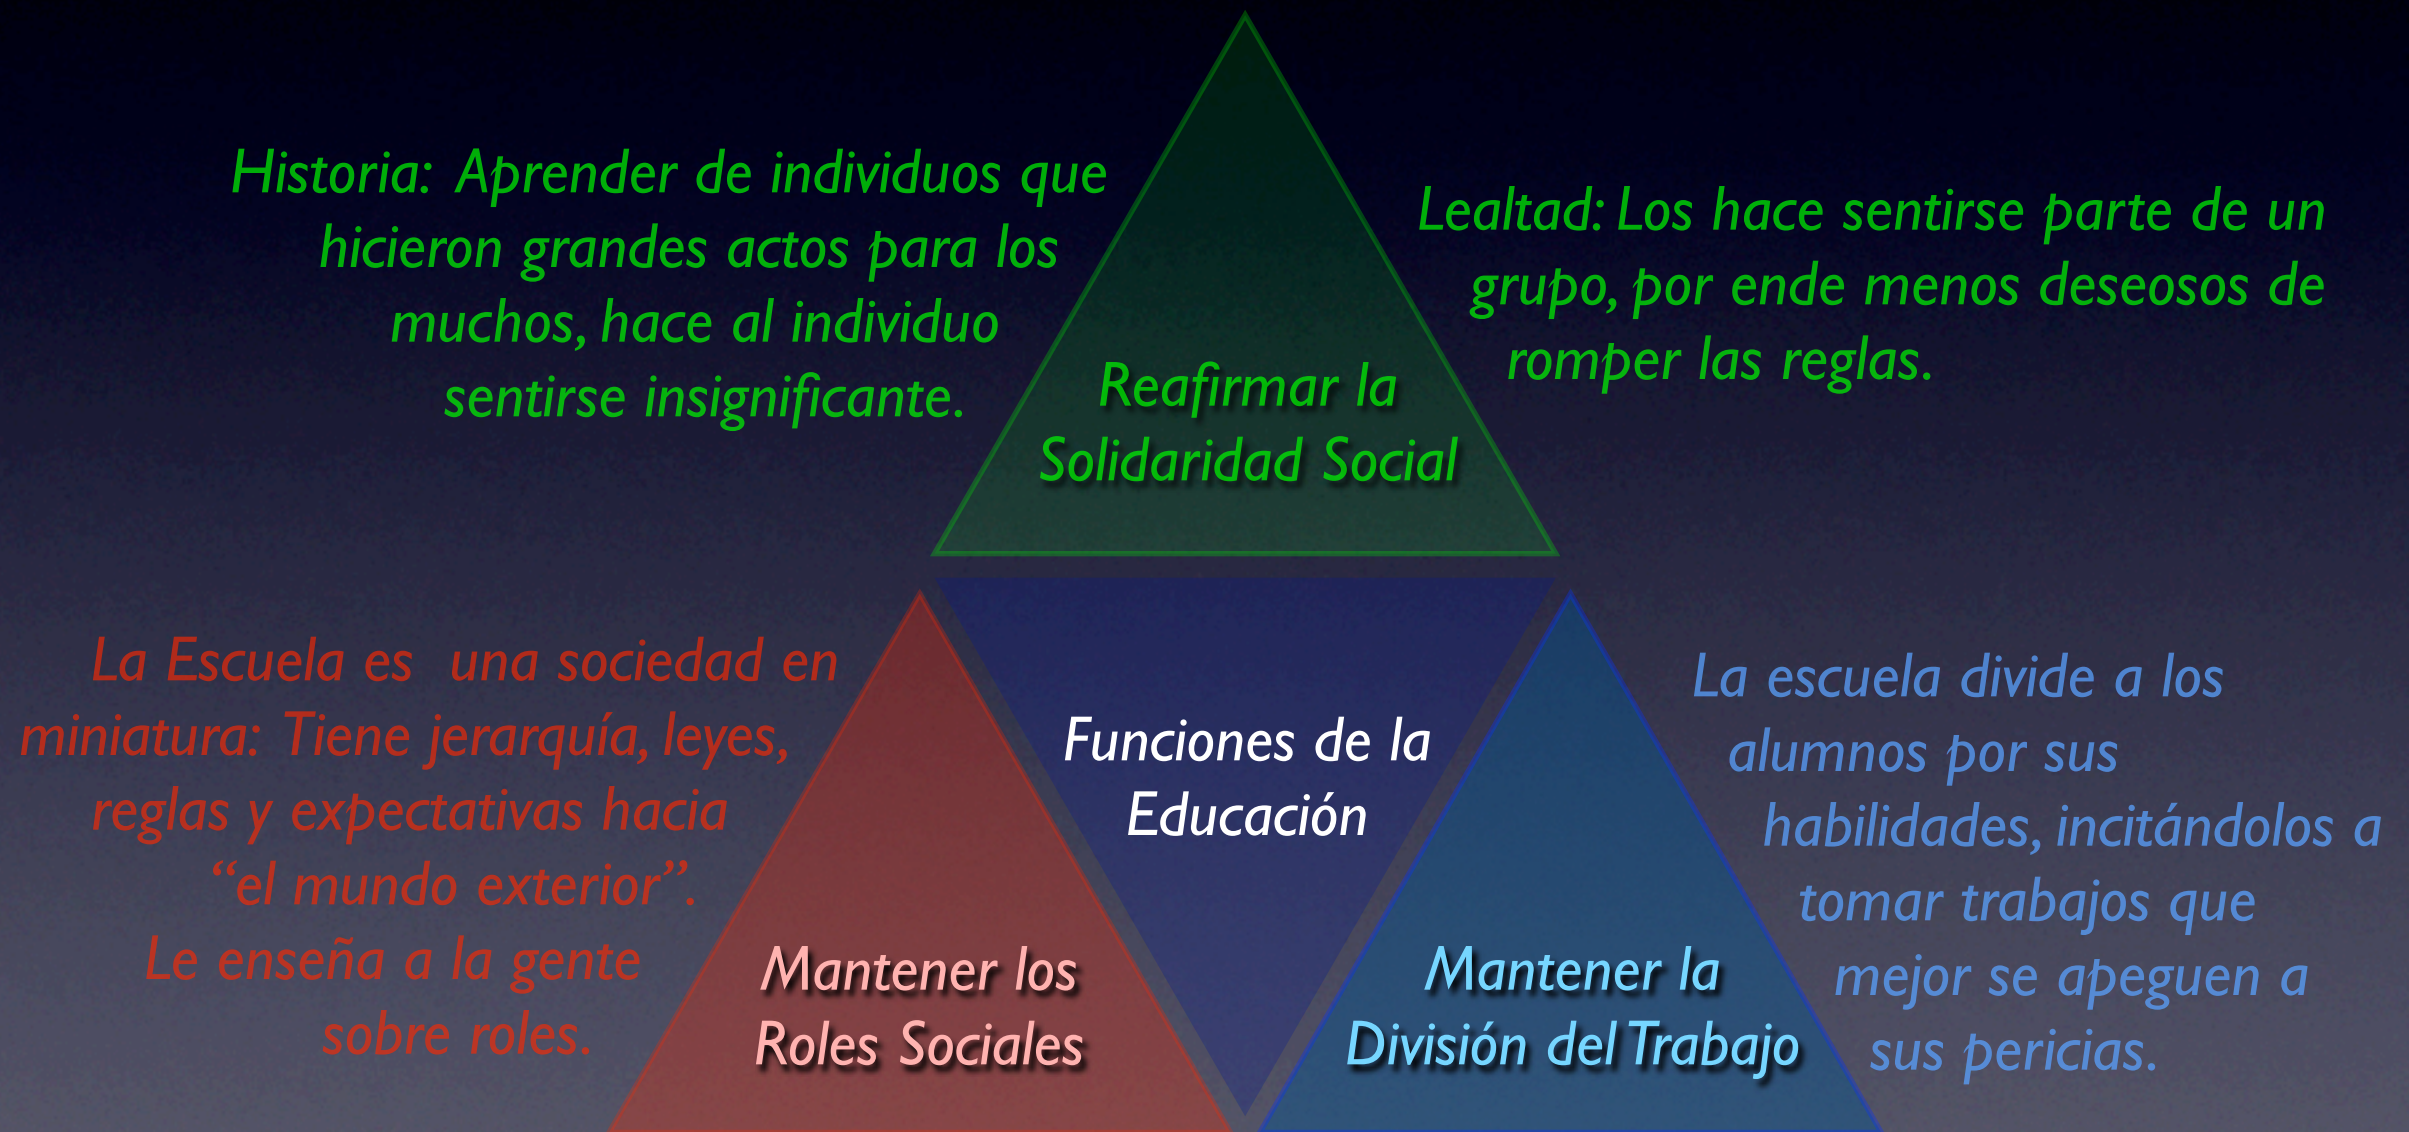 Historia: Aprender de individuos que
hicieron grandes actos para los
muchos, hace al individuo
sentirse insignificante.
Lealtad: Los hace sentirse parte de un
grupo, por ende menos deseosos de
romper las reglas.
Reafirmar la
Solidaridad Social
La Escuela es una sociedad en
miniatura: Tiene jerarquía, leyes,
reglas y expectativas hacia
“el mundo exterior”.
Le enseña a la gente
sobre roles.
Mantener los
Roles Sociales
Funciones de la
Educación
Mantener la
División del Trabajo
La escuela divide a los
alumnos por sus
habilidades, incitándolos a
tomar trabajos que
mejor se apeguen a
sus pericias.